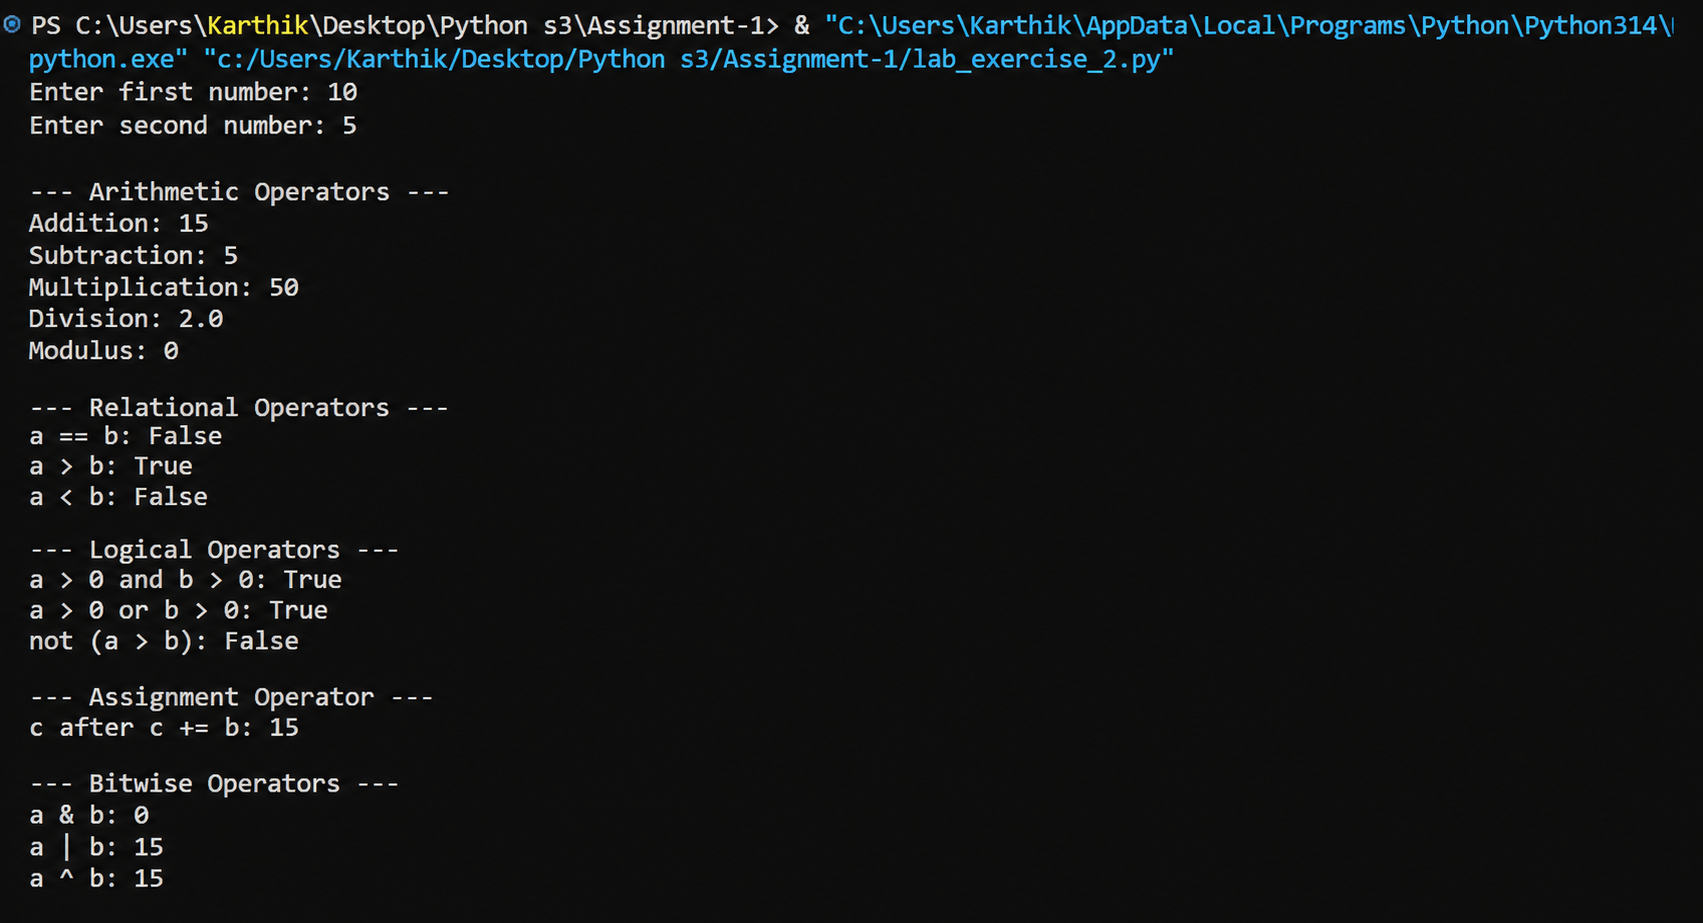 PS C:\Users\Karthik\Desktop\Python s3\Assignment-1> & "C:\Users\Karthik\AppData\Local\Programs\Python\Python314\
python.exe" "c:/Users/Karthik/Desktop/Python s3/Assignment-1/lab_exercise_2.py"
Enter first number: 10
Enter second number: 5
--- Arithmetic Operators ---
Addition: 15
Subtraction: 5
Multiplication: 50
Division: 2.0
Modulus: 0
--- Relational Operators ---
a == b: False
a > b: True
a < b: False
--- Logical Operators ---
a > 0 and b > 0: True
a > 0 or b > 0: True
not (a > b): False
--- Assignment Operator ---
c after c += b: 15
--- Bitwise Operators ---
a & b: 0
a | b: 15
a ^ b: 15